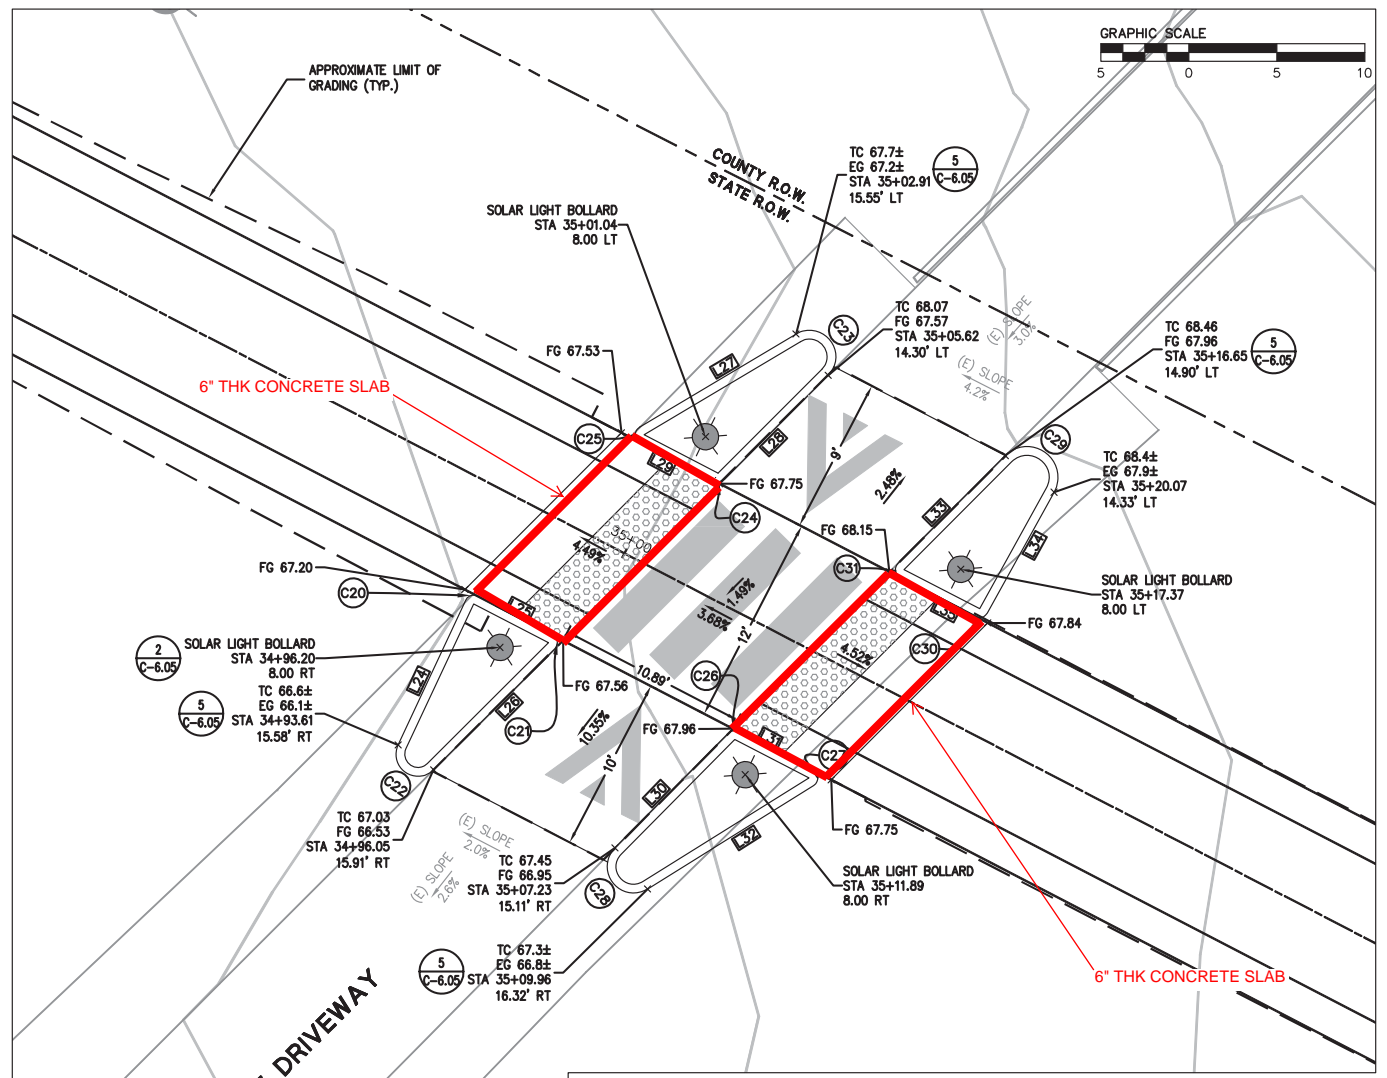 GRAPHIC SCALE
5 0 5 10
APPROXIMATE LIMIT OF
GRADING (TYP.)
COUNTY R.O.W.
STATE R.O.W.
TC 67.7±
EG 67.2±
STA 35+02.91
15.55' LT
5
C-6.05
SOLAR LIGHT BOLLARD
STA 35+01.04
8.00 LT
TC 68.07
FG 67.57
STA 35+05.62
14.30' LT
(E) SLOPE
3.0%
(E) SLOPE
4.2%
TC 68.46
FG 67.96
STA 35+16.65
14.90' LT
5
C-6.05
FG 67.53
6" THK CONCRETE SLAB
C23
L27
C25
L28
L29
9'
2.48%
C29
TC 68.4±
EG 67.9±
STA 35+20.07
14.33' LT
FG 67.75
C24
L33
L34
FG 68.15
35+00
4.49%
C31
FG 67.20
C20
SOLAR LIGHT BOLLARD
STA 35+17.37
8.00 LT
L25
1.49%
3.68%
12'
L35
FG 67.84
C30
4.52%
2
C-6.05
SOLAR LIGHT BOLLARD
STA 34+96.20
8.00 RT
L24
10.89'
C26
FG 67.56
5
C-6.05
TC 66.6±
EG 66.1±
STA 34+93.61
15.58' RT
L26
C21
10.35%
FG 67.96
L31
C27
10'
C22
L30
TC 67.03
FG 66.53
STA 34+96.05
15.91' RT
(E) SLOPE
2.0%
(E) SLOPE
2.6%
L32
FG 67.75
TC 67.45
FG 66.95
STA 35+07.23
15.11' RT
C28
SOLAR LIGHT BOLLARD
STA 35+11.89
8.00 RT
5
C-6.05
TC 67.3±
EG 66.8±
STA 35+09.96
16.32' RT
6" THK CONCRETE SLAB
DRIVEWAY